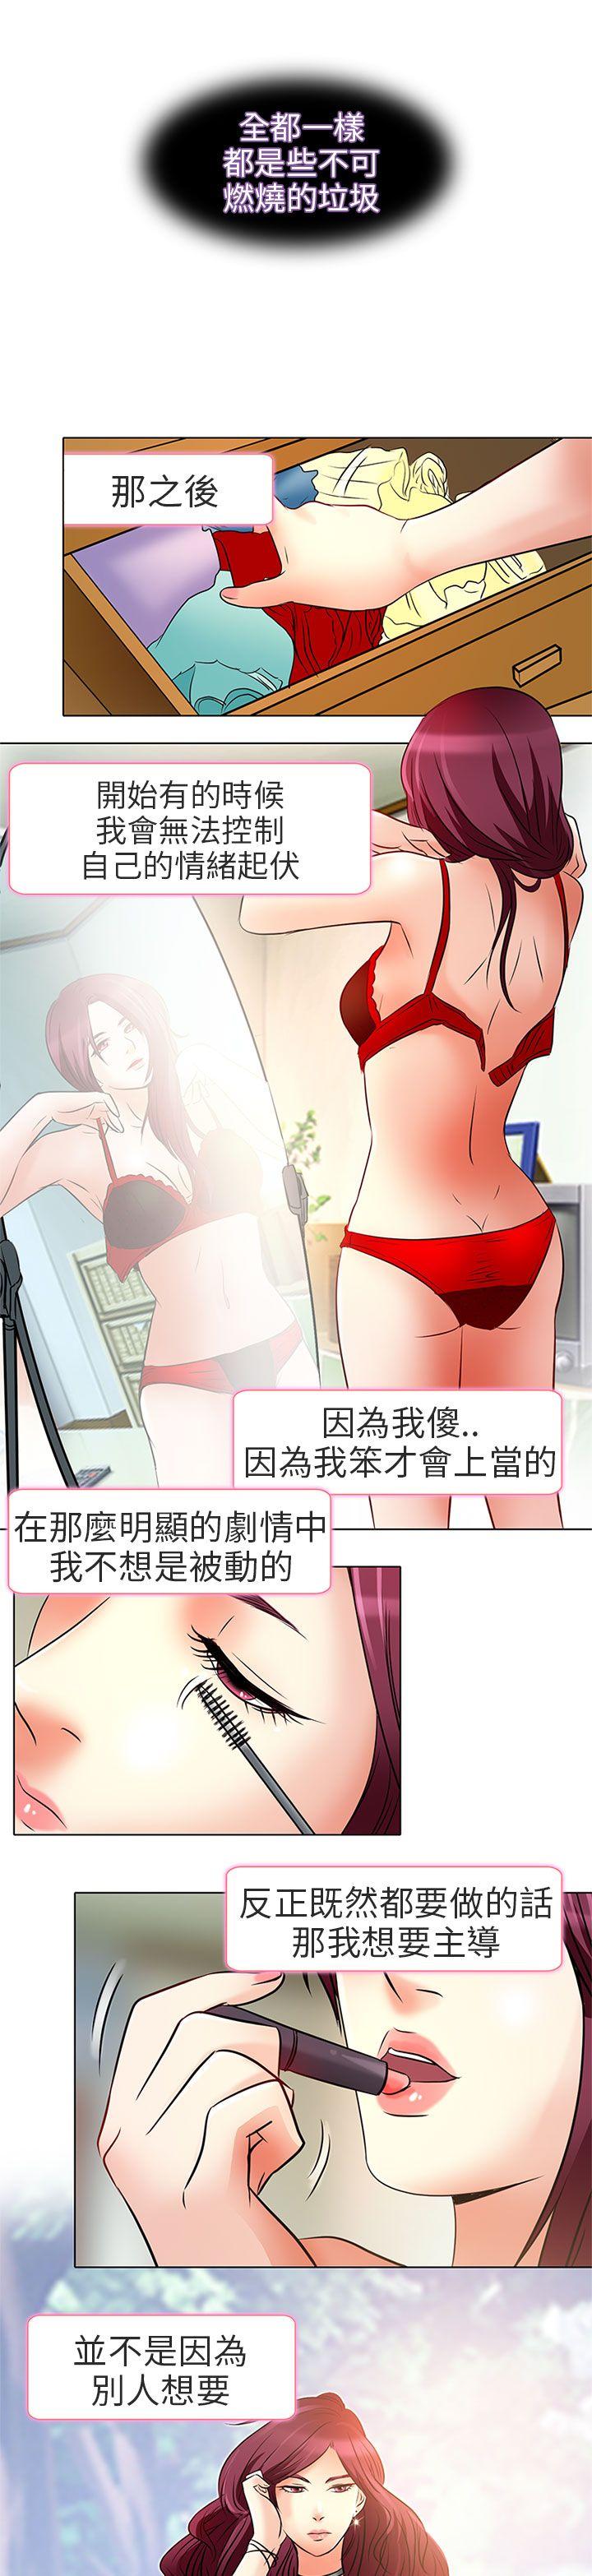 全都一樣
都是些不可
燃燒的垃圾
那之後
開始有的時候
我會無法控制
自己的情緒起伏
因為我傻..
因為我笨才會上當的
在那麼明顯的劇情中
我不想是被動的
反正既然都要做的話
那我想要主導
並不是因為
別人想要